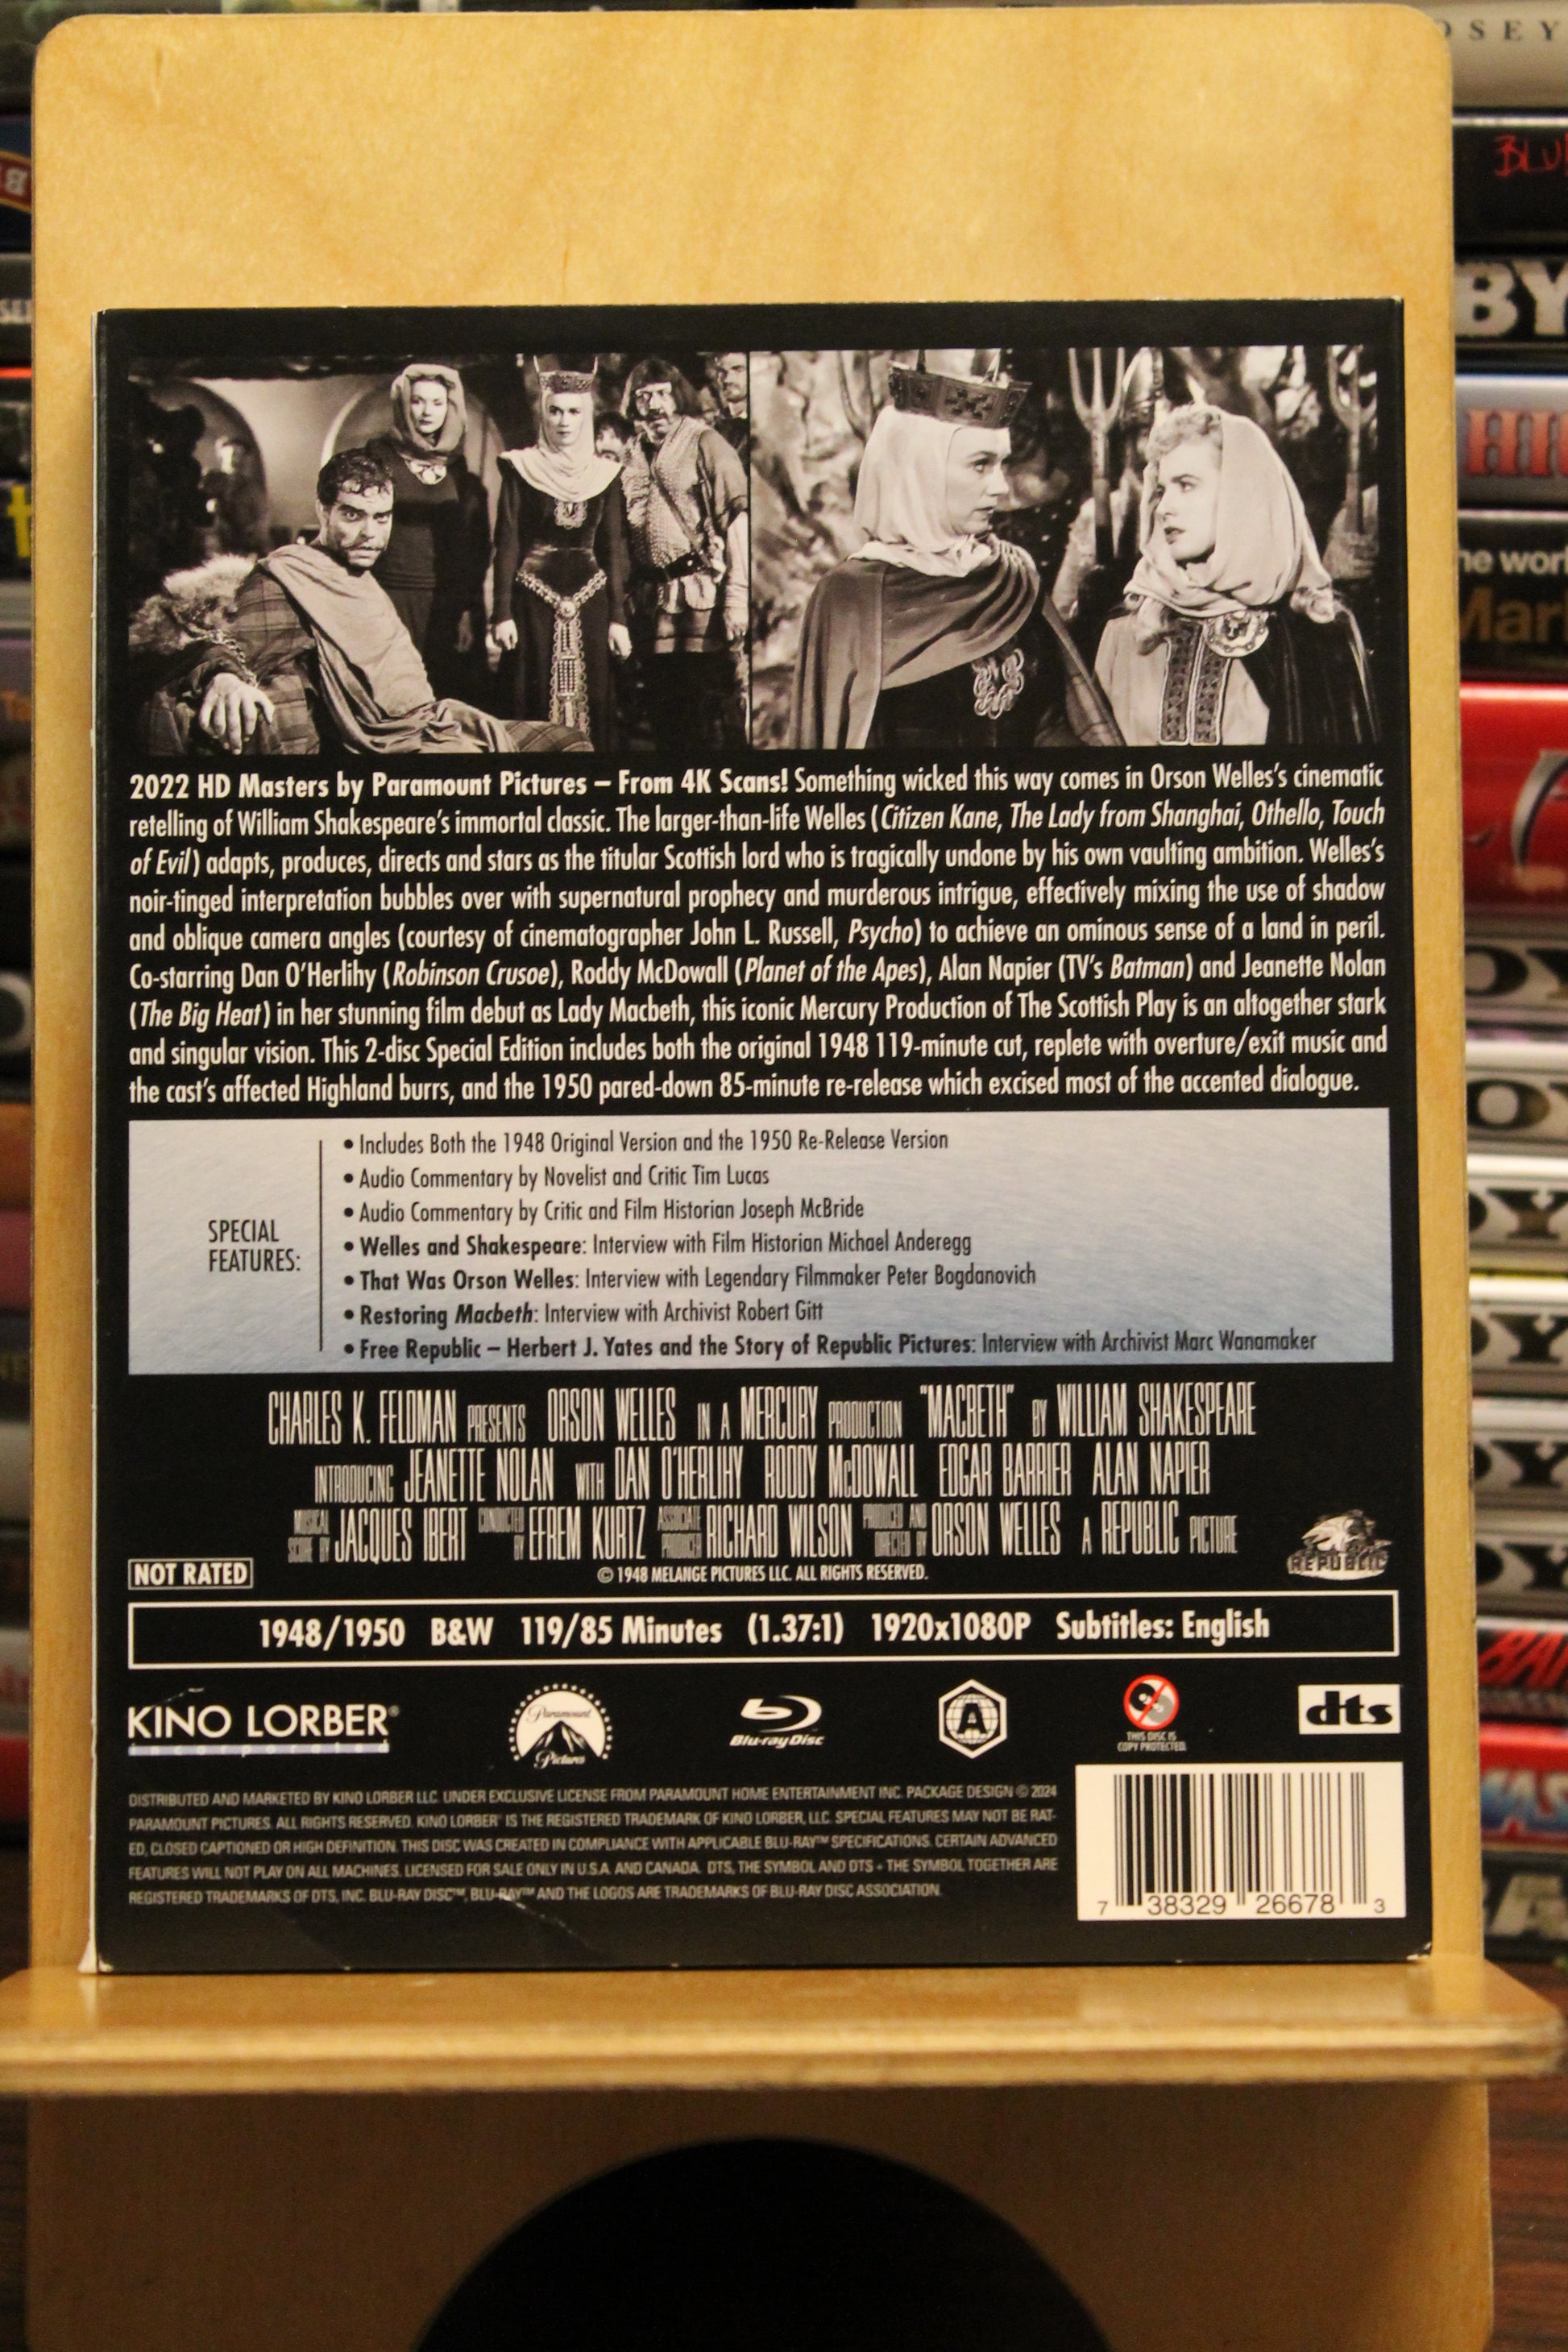 OSEY
BY
he wor
Mar
2022 HD Masters by Paramount Pictures – From 4K Scans! Something wicked this way comes in Orson Welles's cinematic
retelling of William Shakespeare's immortal classic. The larger-than-life Welles (Citizen Kane, The Lady from Shanghai, Othello, Touch
of Evil) adapts, produces, directs and stars as the titular Scottish lord who is tragically undone by his own vaulting ambition. Welles's
noir-tinged interpretation bubbles over with supernatural prophecy and murderous intrigue, effectively mixing the use of shadow
and oblique camera angles (courtesy of cinematographer John L. Russell, Psycho) to achieve an ominous sense of a land in peril.
Co-starring Dan O'Herlihy (Robinson Crusoe), Roddy McDowall (Planet of the Apes), Alan Napier (TV's Batman) and Jeanette Nolan
(The Big Heat) in her stunning film debut as Lady Macbeth, this iconic Mercury Production of The Scottish Play is an altogether stark
and singular vision. This 2-disc Special Edition includes both the original 1948 119-minute cut, replete with overture/exit music and
the cast's affected Highland burrs, and the 1950 pared-down 85-minute re-release which excised most of the accented dialogue.
SPECIAL
FEATURES:
• Includes Both the 1948 Original Version and the 1950 Re-Release Version
• Audio Commentary by Novelist and Critic Tim Lucas
• Audio Commentary by Critic and Film Historian Joseph McBride
• Welles and Shakespeare: Interview with Film Historian Michael Anderegg
• That Was Orson Welles: Interview with Legendary Filmmaker Peter Bogdanovich
• Restoring Macbeth: Interview with Archivist Robert Gitt
• Free Republic – Herbert J. Yates and the Story of Republic Pictures: Interview with Archivist Marc Wanamaker
CHARLES K. FELDMAN PRESENTS ORSON WELLES IN A MERCURY PRODUCTION "MACBETH" BY WILLIAM SHAKESPEARE
INTRODUCING JEANETTE NOLAN WITH DAN O'HERLIHY RODDY McDOWALL EDGAR BARRIER ALAN NAPIER
MUSICAL SCORE BY JACQUES IBERT CONDUCTED BY EFREM KURTZ ASSOCIATE PRODUCER RICHARD WILSON PRODUCED AND DIRECTED BY ORSON WELLES A REPUBLIC PICTURE
REPUBLIC
NOT RATED
© 1948 MELANGE PICTURES LLC. ALL RIGHTS RESERVED.
1948/1950 B&W 119/85 Minutes (1.37:1) 1920x1080P Subtitles: English
KINO LORBER®
incorporated
Paramount
Pictures
Blu-ray Disc
A
THIS DISC IS
COPY PROTECTED
dts
DISTRIBUTED AND MARKETED BY KINO LORBER LLC. UNDER EXCLUSIVE LICENSE FROM PARAMOUNT HOME ENTERTAINMENT INC. PACKAGE DESIGN © 2024
PARAMOUNT PICTURES. ALL RIGHTS RESERVED. KINO LORBER® IS THE REGISTERED TRADEMARK OF KINO LORBER, LLC. SPECIAL FEATURES MAY NOT BE RAT-
ED, CLOSED CAPTIONED OR HIGH DEFINITION. THIS DISC WAS CREATED IN COMPLIANCE WITH APPLICABLE BLU-RAY™ SPECIFICATIONS. CERTAIN ADVANCED
FEATURES WILL NOT PLAY ON ALL MACHINES. LICENSED FOR SALE ONLY IN U.S.A. AND CANADA. DTS, THE SYMBOL AND DTS + THE SYMBOL TOGETHER ARE
REGISTERED TRADEMARKS OF DTS, INC. BLU-RAY DISC™, BLU-RAY™ AND THE LOGOS ARE TRADEMARKS OF BLU-RAY DISC ASSOCIATION.
7 38329 26678 3